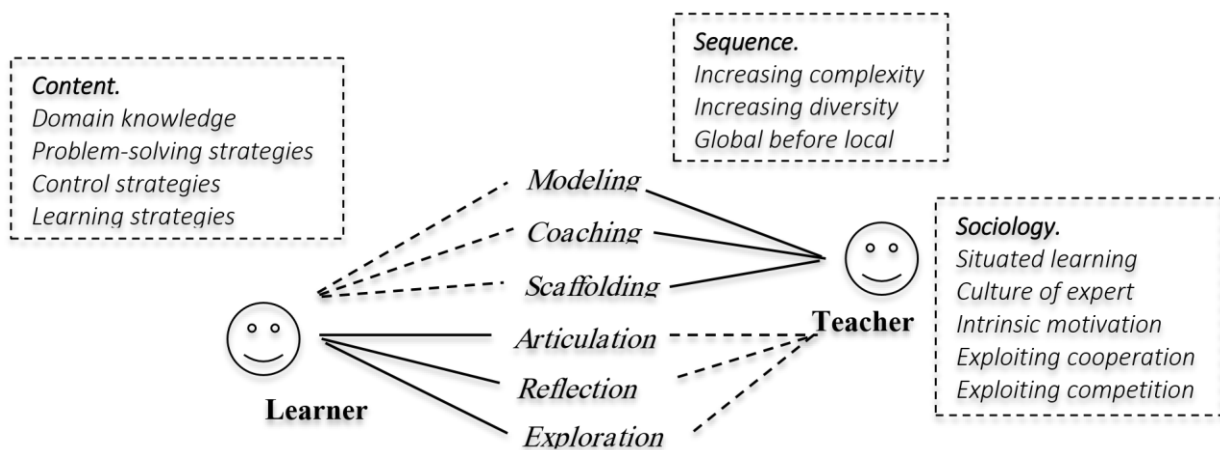 Content.
Domain knowledge
Problem-solving strategies
Control strategies
Learning strategies
Sequence.
Increasing complexity
Increasing diversity
Global before local
Modeling
Coaching
Scaffolding
Articulation
Reflection
Exploration
Learner
Teacher
Sociology.
Situated learning
Culture of expert
Intrinsic motivation
Exploiting cooperation
Exploiting competition